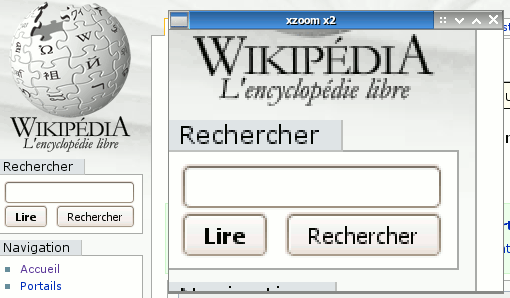 WIKIPÉDIA
L'encyclopédie libre
Rechercher
Lire Rechercher
Navigation
Accueil
Portails
xzoom x2
WIKIPÉDIA
L'encyclopédie libre
Rechercher
Lire Rechercher